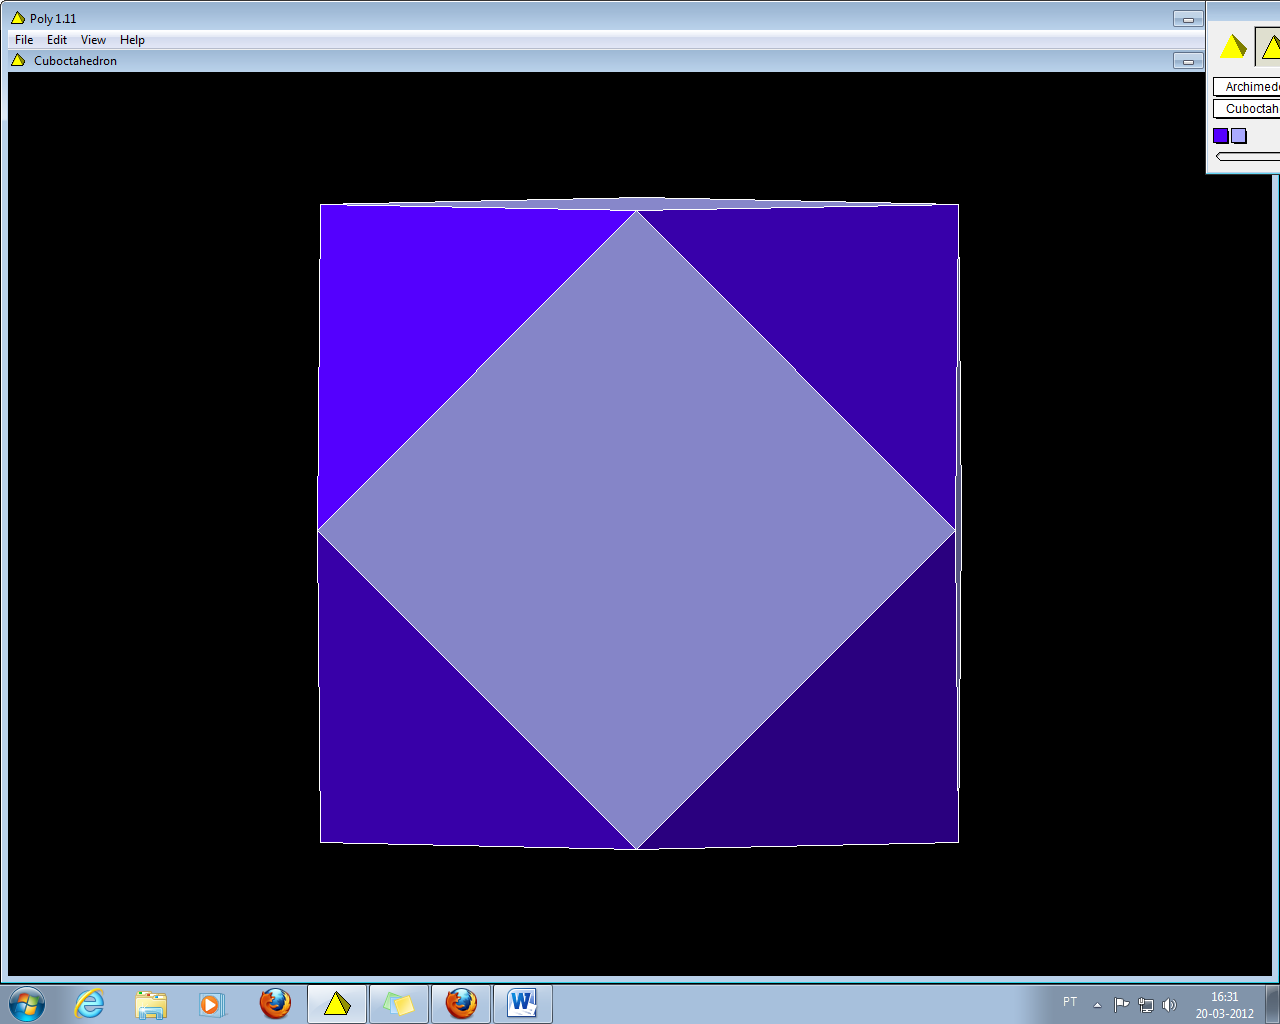 Poly 1.11
File Edit View Help
Cuboctahedron
Archimed
Cuboctah
PT
16:31
20-03-2012